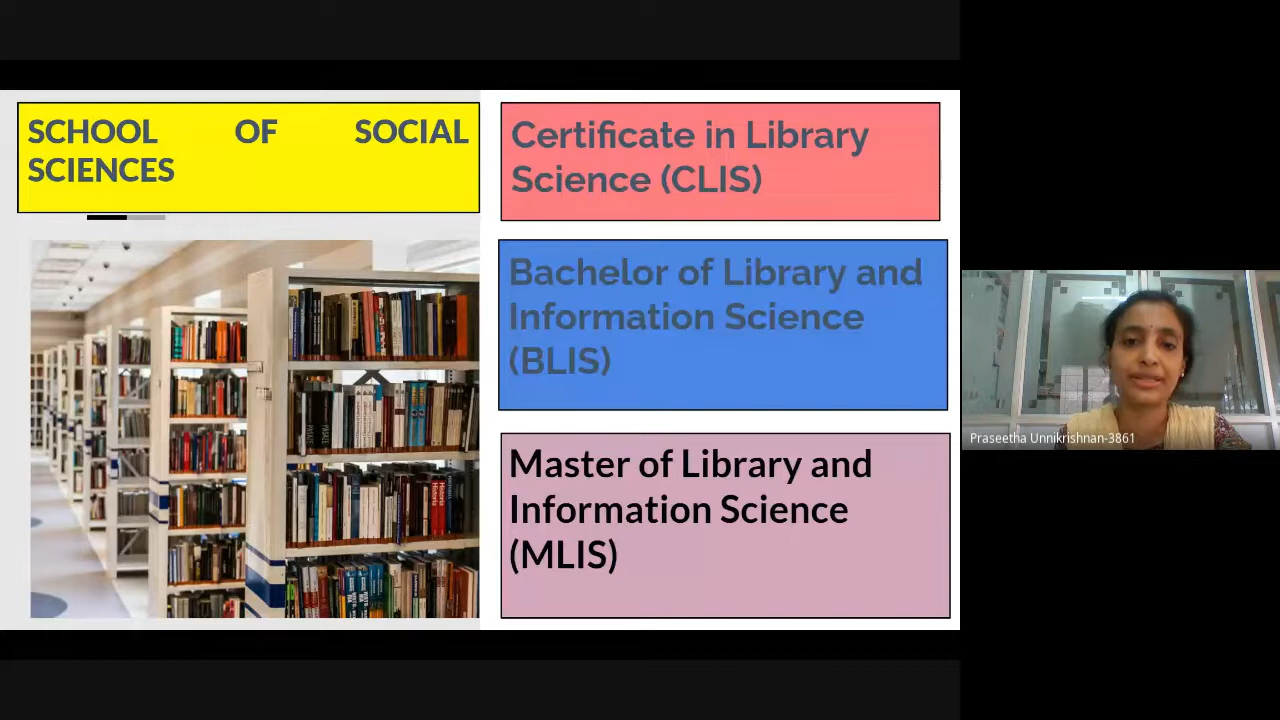 SCHOOL OF SOCIAL
SCIENCES
Certificate in Library
Science (CLIS)
Bachelor of Library and
Information Science
(BLIS)
Master of Library and
Information Science
(MLIS)
Praseetha Unnikrishnan-3861